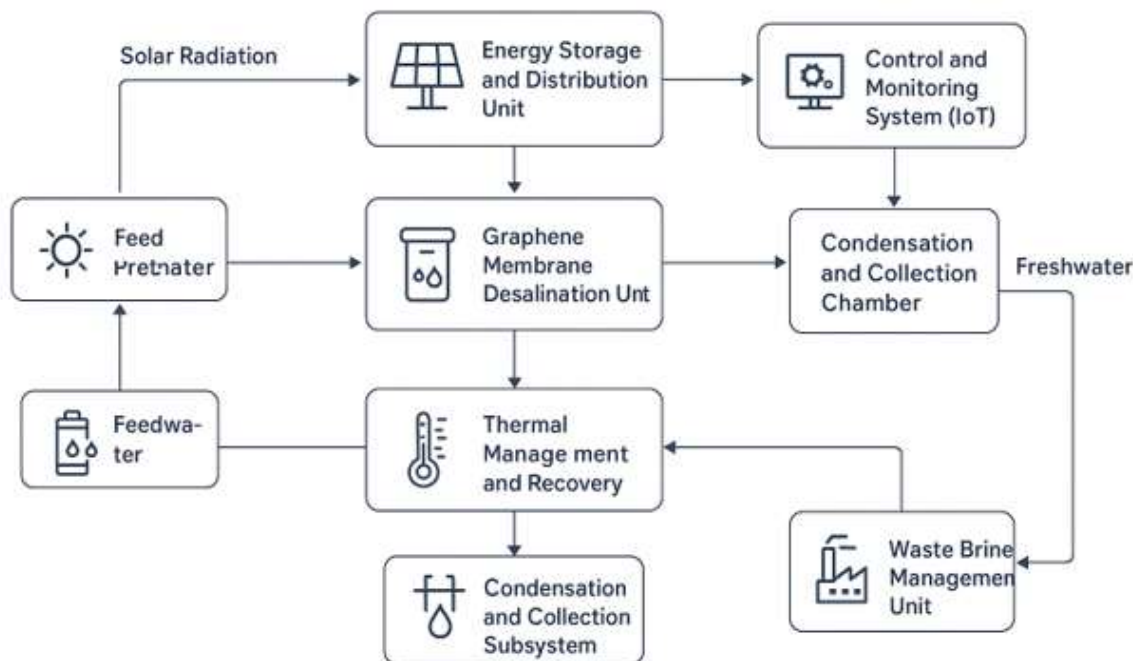 Solar Radiation
Energy Storage
and Distribution
Unit
Control and
Monitoring
System (IoT)
Feed
Pretnater
Graphene
Membrane
Desalination Unt
Condensation
and Collection
Chamber
Freshwater
Feedwa-
ter
Thermal
Manage ment
and Recovery
Waste Brine
Managemen
Unit
Condensation
and Collection
Subsystem